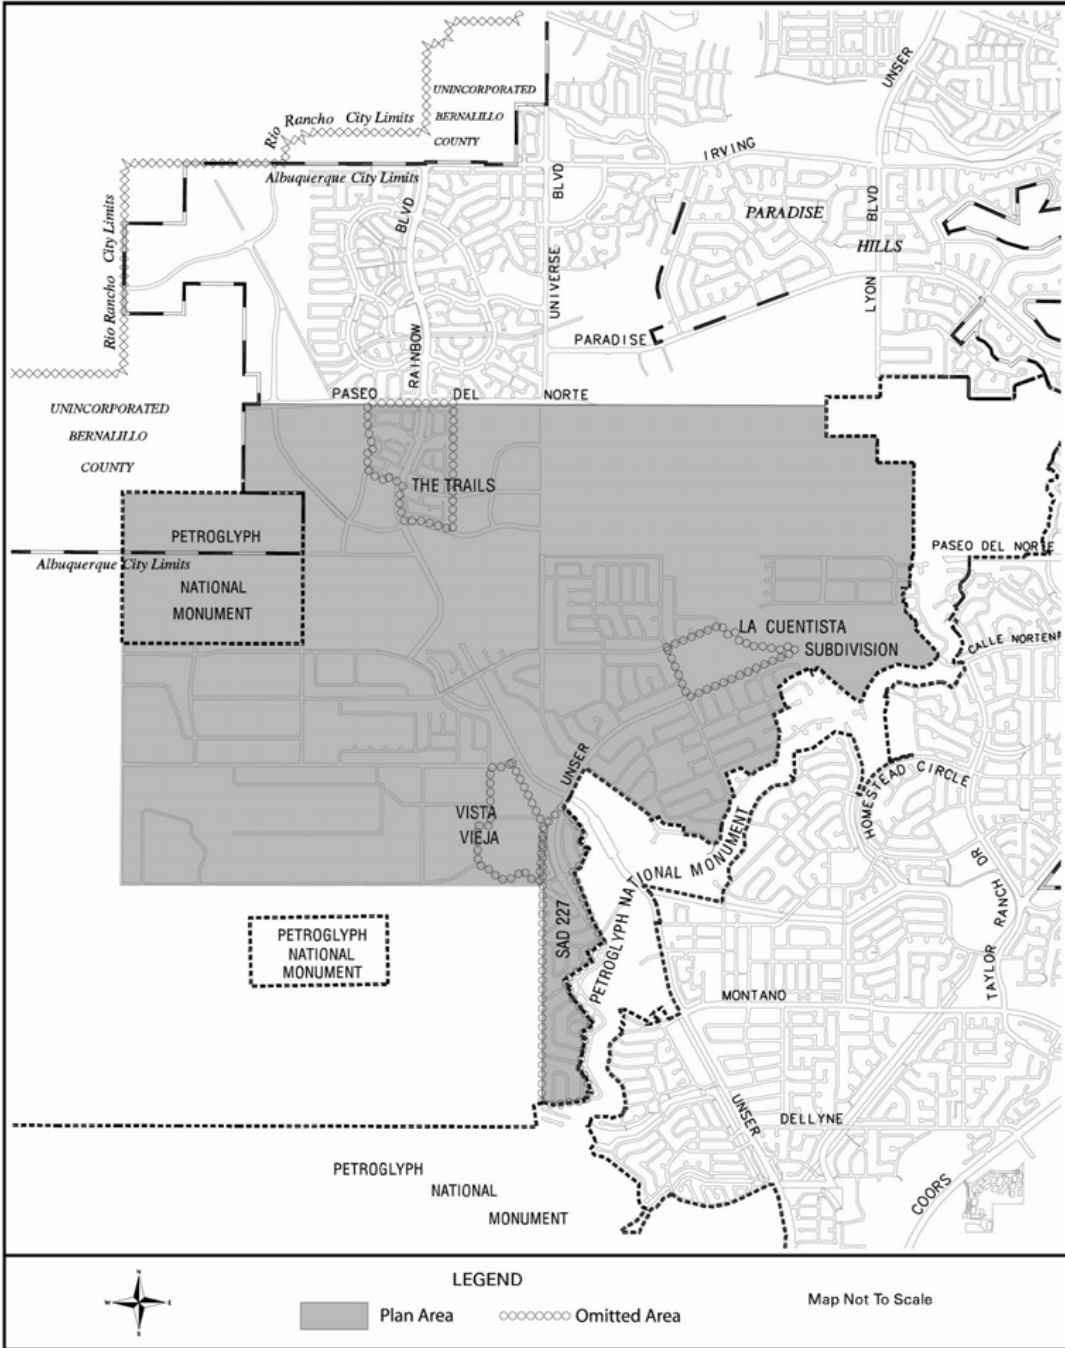 UNSER
UNINCORPORATED
BERNALILLO
COUNTY
Rio Rancho City Limits
IRVING
Albuquerque City Limits
BLVD
BLVD
BLVD
PARADISE
HILLS
Rio Rancho City Limits
UNIVERSE
LYON
RAINBOW
PARADISE
PASEO DEL NORTE
UNINCORPORATED
BERNALILLO
COUNTY
THE TRAILS
PETROGLYPH
NATIONAL
MONUMENT
Albuquerque City Limits
PASEO DEL NORTE
LA CUENTISTA
SUBDIVISION
CALLE NORTENA
UNSER
HOMESTEAD CIRCLE
VISTA
VIEJA
PETROGLYPH NATIONAL MONUMENT
TAYLOR RANCH DR
SAD 227
PETROGLYPH
NATIONAL
MONUMENT
MONTANO
UNSER
DELLYNE
PETROGLYPH
NATIONAL
MONUMENT
COORS
LEGEND
N
W E
S
Plan Area
Omitted Area
Map Not To Scale